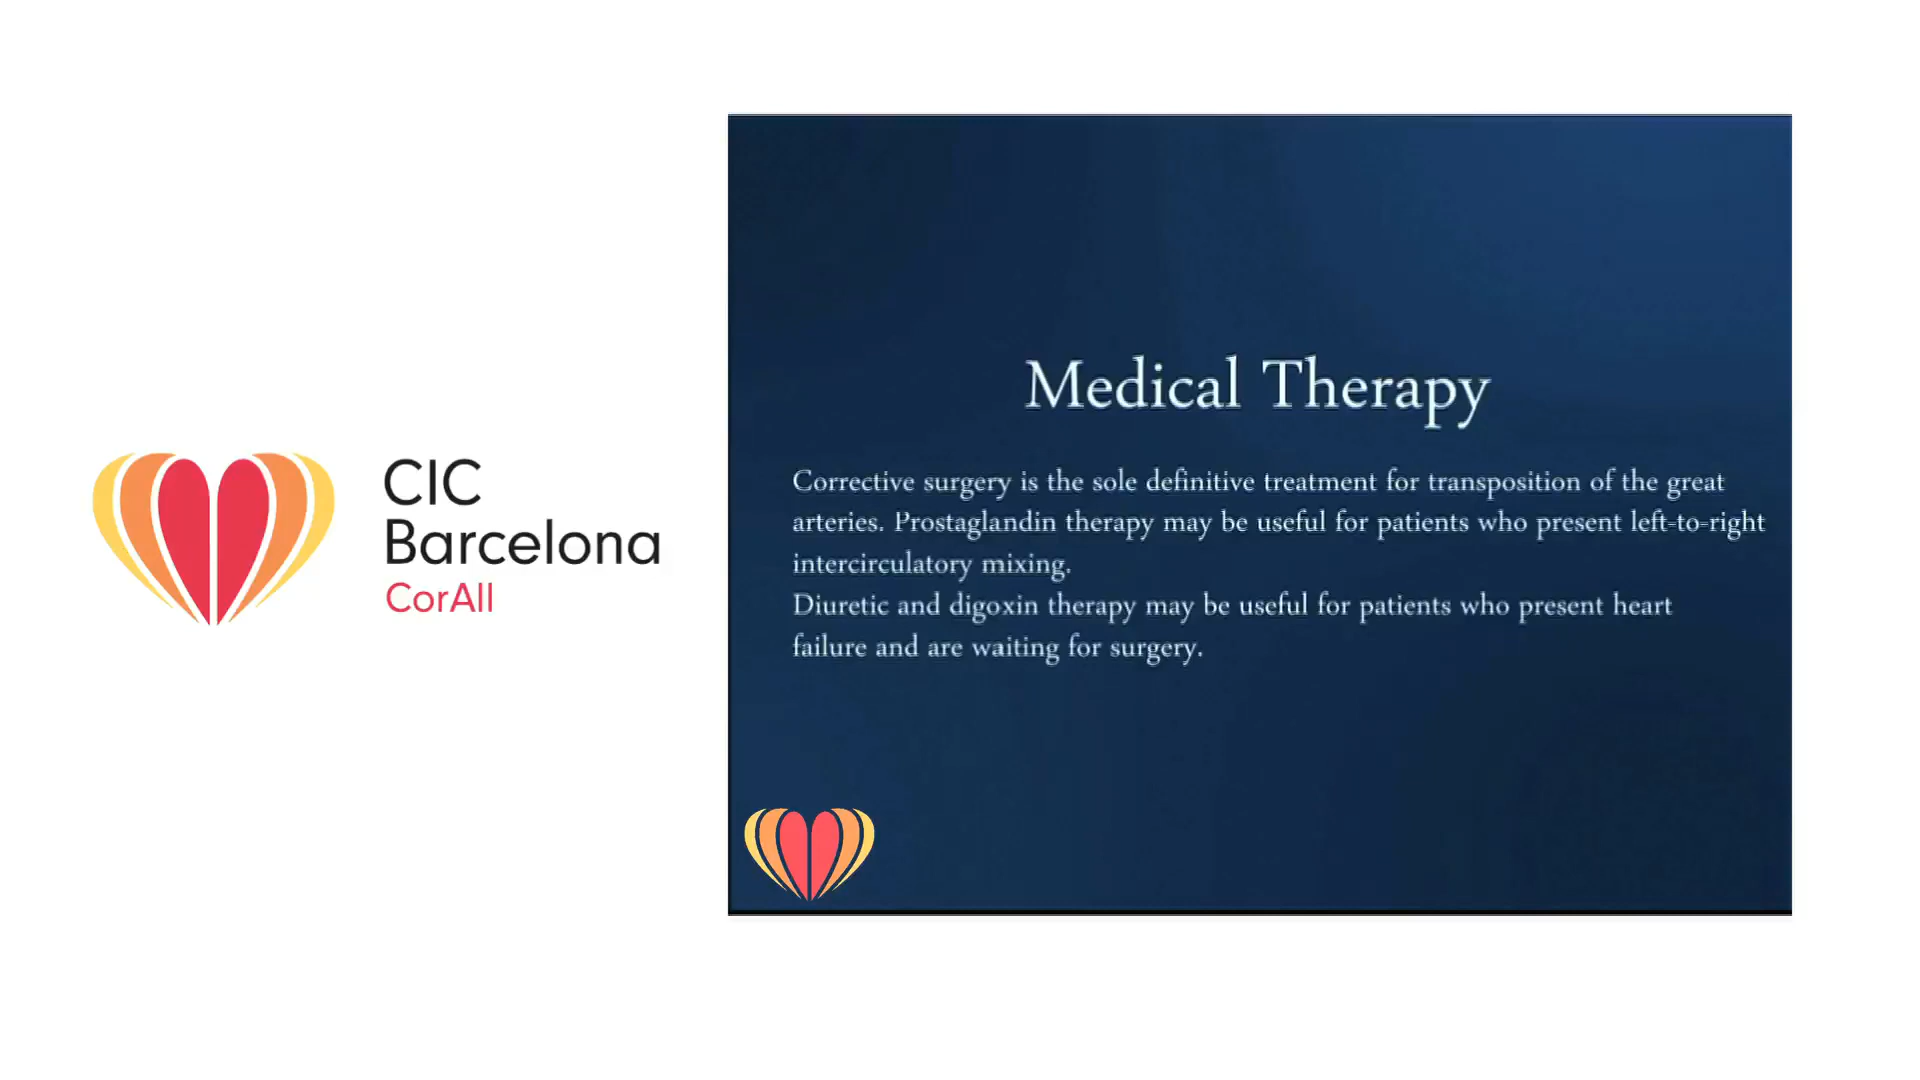 CIC
Barcelona
CorAll
Medical Therapy
Corrective surgery is the sole definitive treatment for transposition of the great
arteries. Prostaglandin therapy may be useful for patients who present left-to-right
intercirculatory mixing.
Diuretic and digoxin therapy may be useful for patients who present heart
failure and are waiting for surgery.